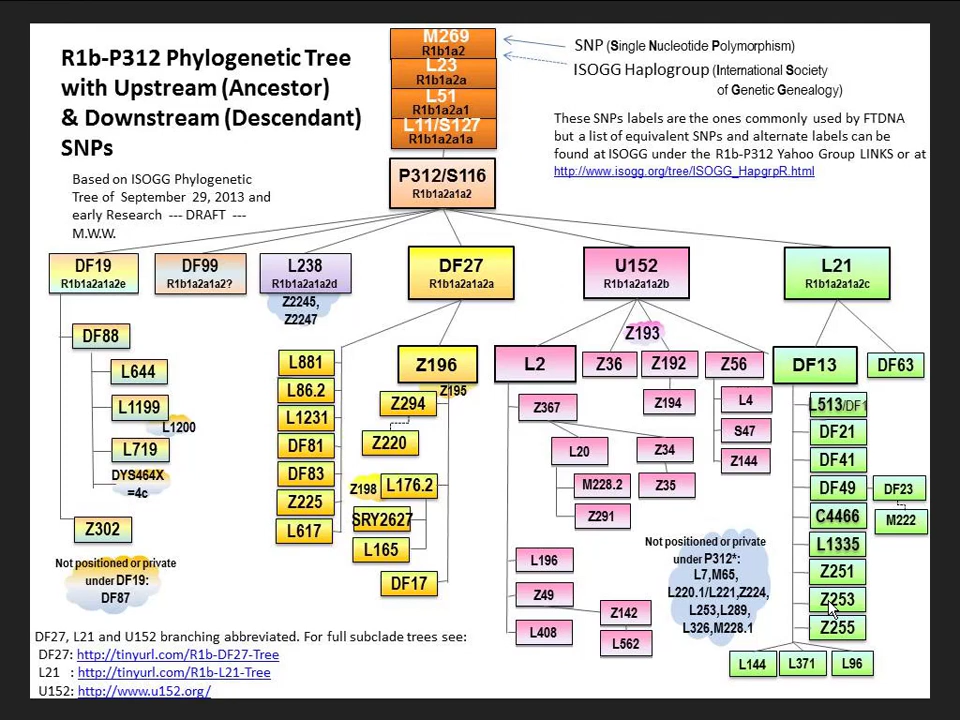 R1b-P312 Phylogenetic Tree
with Upstream (Ancestor)
& Downstream (Descendant)
SNPs
Based on ISOGG Phylogenetic
Tree of September 29, 2013 and
early Research --- DRAFT ---
M.W.W.
M269
R1b1a2
L23
R1b1a2a
L51
R1b1a2a1
L11/S127
R1b1a2a1a
P312/S116
R1b1a2a1a2
SNP (Single Nucleotide Polymorphism)
ISOGG Haplogroup (International Society
of Genetic Genealogy)
These SNPs labels are the ones commonly used by FTDNA
but a list of equivalent SNPs and alternate labels can be
found at ISOGG under the R1b-P312 Yahoo Group LINKS or at
http://www.isogg.org/tree/ISOGG_HapgrpR.html
DF19
R1b1a2a1a2e
DF99
R1b1a2a1a2?
L238
R1b1a2a1a2d
Z2245,
Z2247
DF27
R1b1a2a1a2a
U152
R1b1a2a1a2b
L21
R1b1a2a1a2c
DF88
L644
L1199
L1200
L719
DYS464X
=4c
Z302
Not positioned or private
under DF19:
DF87
L881
L86.2
L1231
DF81
DF83
Z225
L617
Z196
Z195
Z294
Z220
Z198
L176.2
SRY2627
L165
DF17
Z193
L2
Z36
Z192
Z56
Z367
Z194
L4
S47
Z144
L20
Z34
M228.2
Z35
Z291
L196
Z49
Z142
L408
L562
Not positioned or private
under P312*:
L7,M65,
L220.1/L221,Z224,
L253,L289,
L326,M228.1
DF13
DF63
L513/DF1
DF21
DF41
DF49
DF23
M222
C4466
L1335
Z251
Z253
Z255
L144
L371
L96
DF27, L21 and U152 branching abbreviated. For full subclade trees see:
DF27: http://tinyurl.com/R1b-DF27-Tree
L21 : http://tinyurl.com/R1b-L21-Tree
U152: http://www.u152.org/